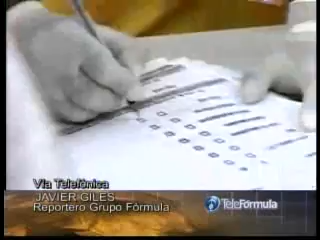 Vía Telefónica
JAVIER GILES
Reportero Grupo Fórmula
TELEFÓRMULA